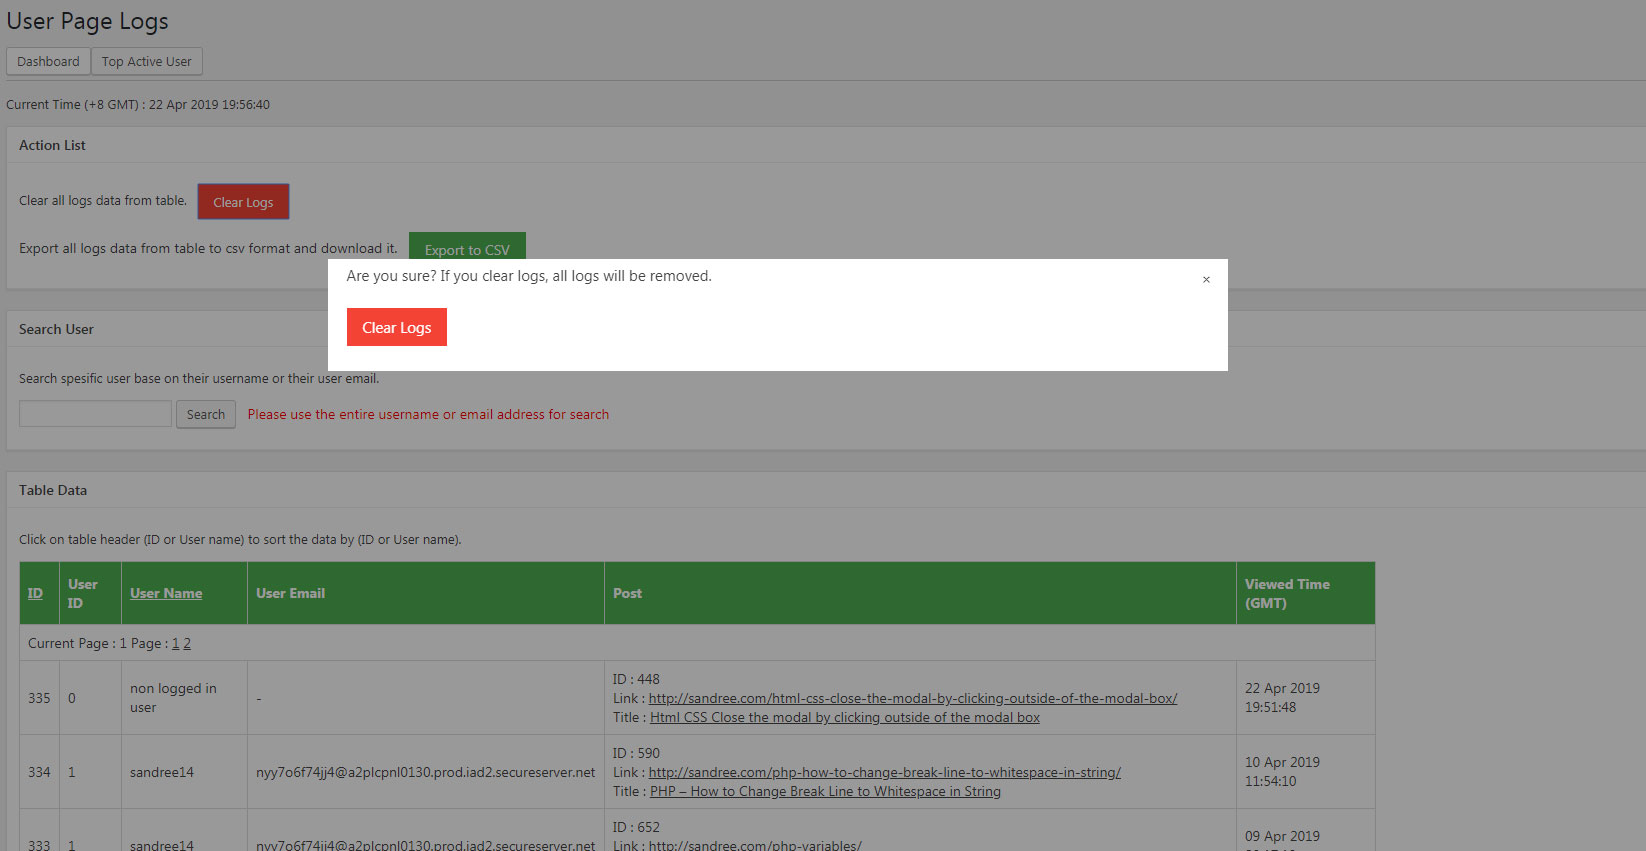 User Page Logs
Dashboard Top Active User
Current Time (+8 GMT) : 22 Apr 2019 19:56:40
Action List
Clear all logs data from table. Clear Logs
Export all logs data from table to csv format and download it. Export to CSV
Are you sure? If you clear logs, all logs will be removed. ×
Clear Logs
Search User
Search spesific user base on their username or their user email.
Search Please use the entire username or email address for search
Table Data
Click on table header (ID or User name) to sort the data by (ID or User name).
ID User ID User Name User Email Post Viewed Time (GMT)
Current Page : 1 Page : 1 2
335 0 non logged in user - ID : 448
Link : http://sandree.com/html-css-close-the-modal-by-clicking-outside-of-the-modal-box/
Title : Html CSS Close the modal by clicking outside of the modal box
22 Apr 2019
19:51:48
334 1 sandree14 nyy7o6f74jj4@a2plcpnl0130.prod.iad2.secureserver.net ID : 590
Link : http://sandree.com/php-how-to-change-break-line-to-whitespace-in-string/
Title : PHP – How to Change Break Line to Whitespace in String
10 Apr 2019
11:54:10
333 1 sandree14 nyy7o6f74jj4@a2plcpnl0130.prod.iad2.secureserver.net ID : 652
Link : http://sandree.com/php-variables/
09 Apr 2019